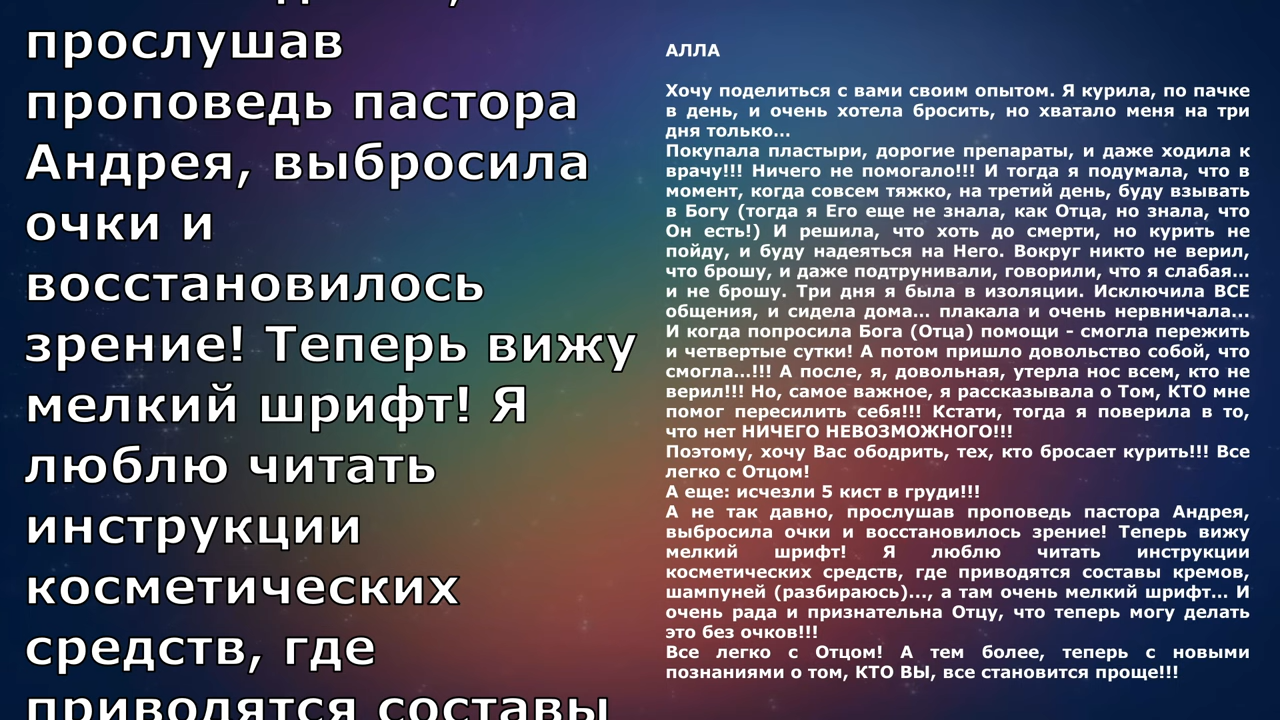 прослушав
проповедь пастора
Андрея, выбросила
очки и
восстановилось
зрение! Теперь вижу
мелкий шрифт! Я
люблю читать
инструкции
косметических
средств, где
приводятся составы
АЛЛА
Хочу поделиться с вами своим опытом. Я курила, по пачке
в день, и очень хотела бросить, но хватало меня на три
дня только...
Покупала пластыри, дорогие препараты, и даже ходила к
врачу!!! Ничего не помогало!!! И тогда я подумала, что в
момент, когда совсем тяжко, на третий день, буду взывать
в Богу (тогда я Его еще не знала, как Отца, но знала, что
Он есть!) И решила, что хоть до смерти, но курить не
пойду, и буду надеяться на Него. Вокруг никто не верил,
что брошу, и даже подтрунивали, говорили, что я слабая...
и не брошу. Три дня я была в изоляции. Исключила ВСЕ
общения, и сидела дома... плакала и очень нервничала...
И когда попросила Бога (Отца) помощи - смогла пережить
и четвертые сутки! А потом пришло довольство собой, что
смогла...!!! А после, я, довольная, утерла нос всем, кто не
верил!!! Но, самое важное, я рассказывала о Том, КТО мне
помог пересилить себя!!! Кстати, тогда я поверила в то,
что нет НИЧЕГО НЕВОЗМОЖНОГО!!!
Поэтому, хочу Вас ободрить, тех, кто бросает курить!!! Все
легко с Отцом!
А еще: исчезли 5 кист в груди!!!
А не так давно, прослушав проповедь пастора Андрея,
выбросила очки и восстановилось зрение! Теперь вижу
мелкий шрифт! Я люблю читать инструкции
косметических средств, где приводятся составы кремов,
шампуней (разбираюсь)..., а там очень мелкий шрифт... И
очень рада и признательна Отцу, что теперь могу делать
это без очков!!!
Все легко с Отцом! А тем более, теперь с новыми
познаниями о том, КТО ВЫ, все становится проще!!!